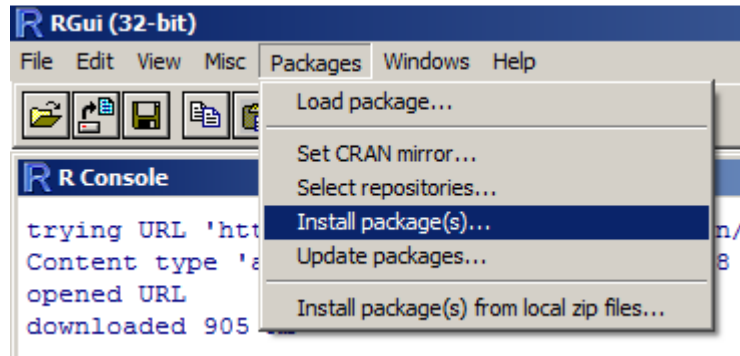 RGui (32-bit)
File Edit View Misc Packages Windows Help
Load package...
Set CRAN mirror...
Select repositories...
Install package(s)...
Update packages...
Install package(s) from local zip files...
R Console
trying URL 'htt
Content type 'a 8
opened URL
downloaded 905